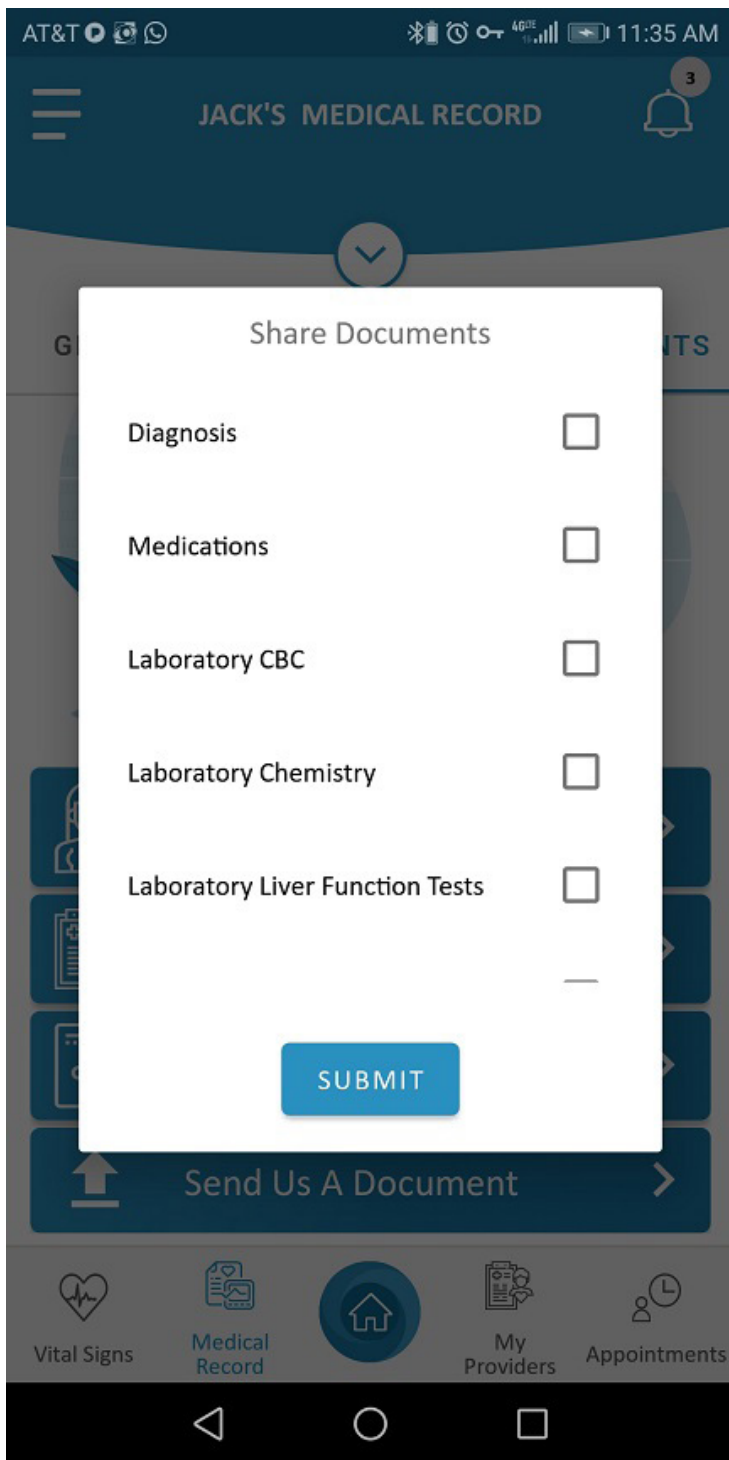 AT&T 11:35 AM
3
JACK'S MEDICAL RECORD
Share Documents
Diagnosis
Medications
Laboratory CBC
Laboratory Chemistry
Laboratory Liver Function Tests
SUBMIT
Send Us A Document
Vital Signs
Medical
Record
My
Providers
Appointments